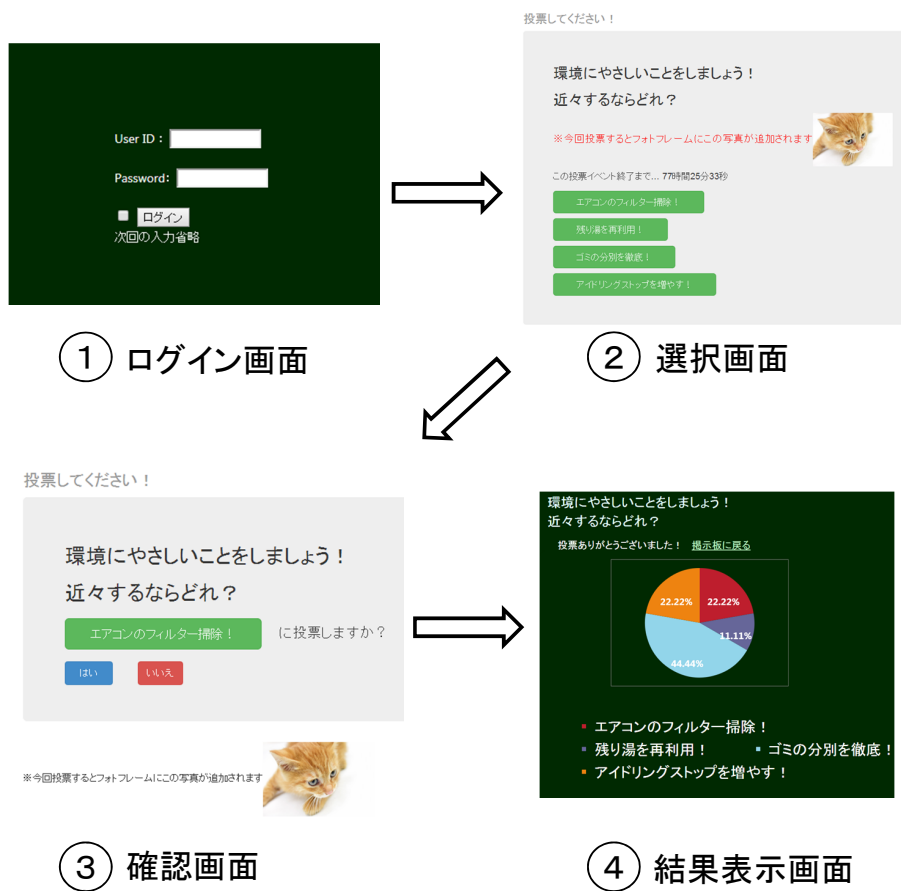 User ID：
Password：
ログイン
次回の入力省略
① ログイン画面
投票してください！
環境にやさしいことをしましょう！
近々するならどれ？
※今回投票するとフォトフレームにこの写真が追加されます
この投票イベント終了まで... 77時間25分33秒
エアコンのフィルター掃除！
残り湯を再利用！
ゴミの分別を徹底！
アイドリングストップを増やす！
② 選択画面
投票してください！
環境にやさしいことをしましょう！
近々するならどれ？
エアコンのフィルター掃除！ に投票しますか？
はい いいえ
※今回投票するとフォトフレームにこの写真が追加されます
③ 確認画面
環境にやさしいことをしましょう！
近々するならどれ？
投票ありがとうございました！ 掲示板に戻る
22.22% 22.22%
11.11%
44.44%
エアコンのフィルター掃除！
残り湯を再利用！ ゴミの分別を徹底！
アイドリングストップを増やす！
④ 結果表示画面